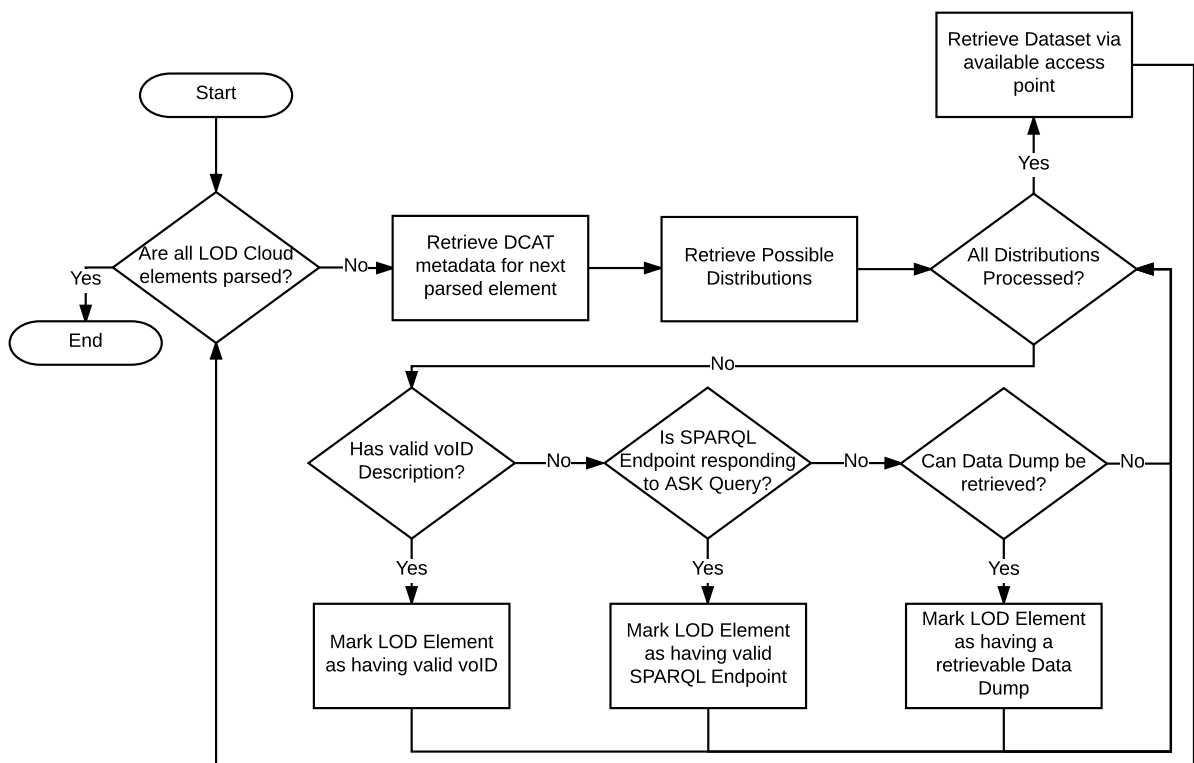 Retrieve Dataset via
available access
point
Start
Yes
Are all LOD Cloud
elements parsed?
No
Retrieve DCAT
metadata for next
parsed element
Retrieve Possible
Distributions
All Distributions
Processed?
Yes
End
No
Has valid voID
Description?
No
Is SPARQL
Endpoint responding
to ASK Query?
No
Can Data Dump be
retrieved?
No
Yes
Yes
Yes
Mark LOD Element
as having valid voID
Mark LOD Element
as having valid
SPARQL Endpoint
Mark LOD Element
as having a
retrievable Data
Dump